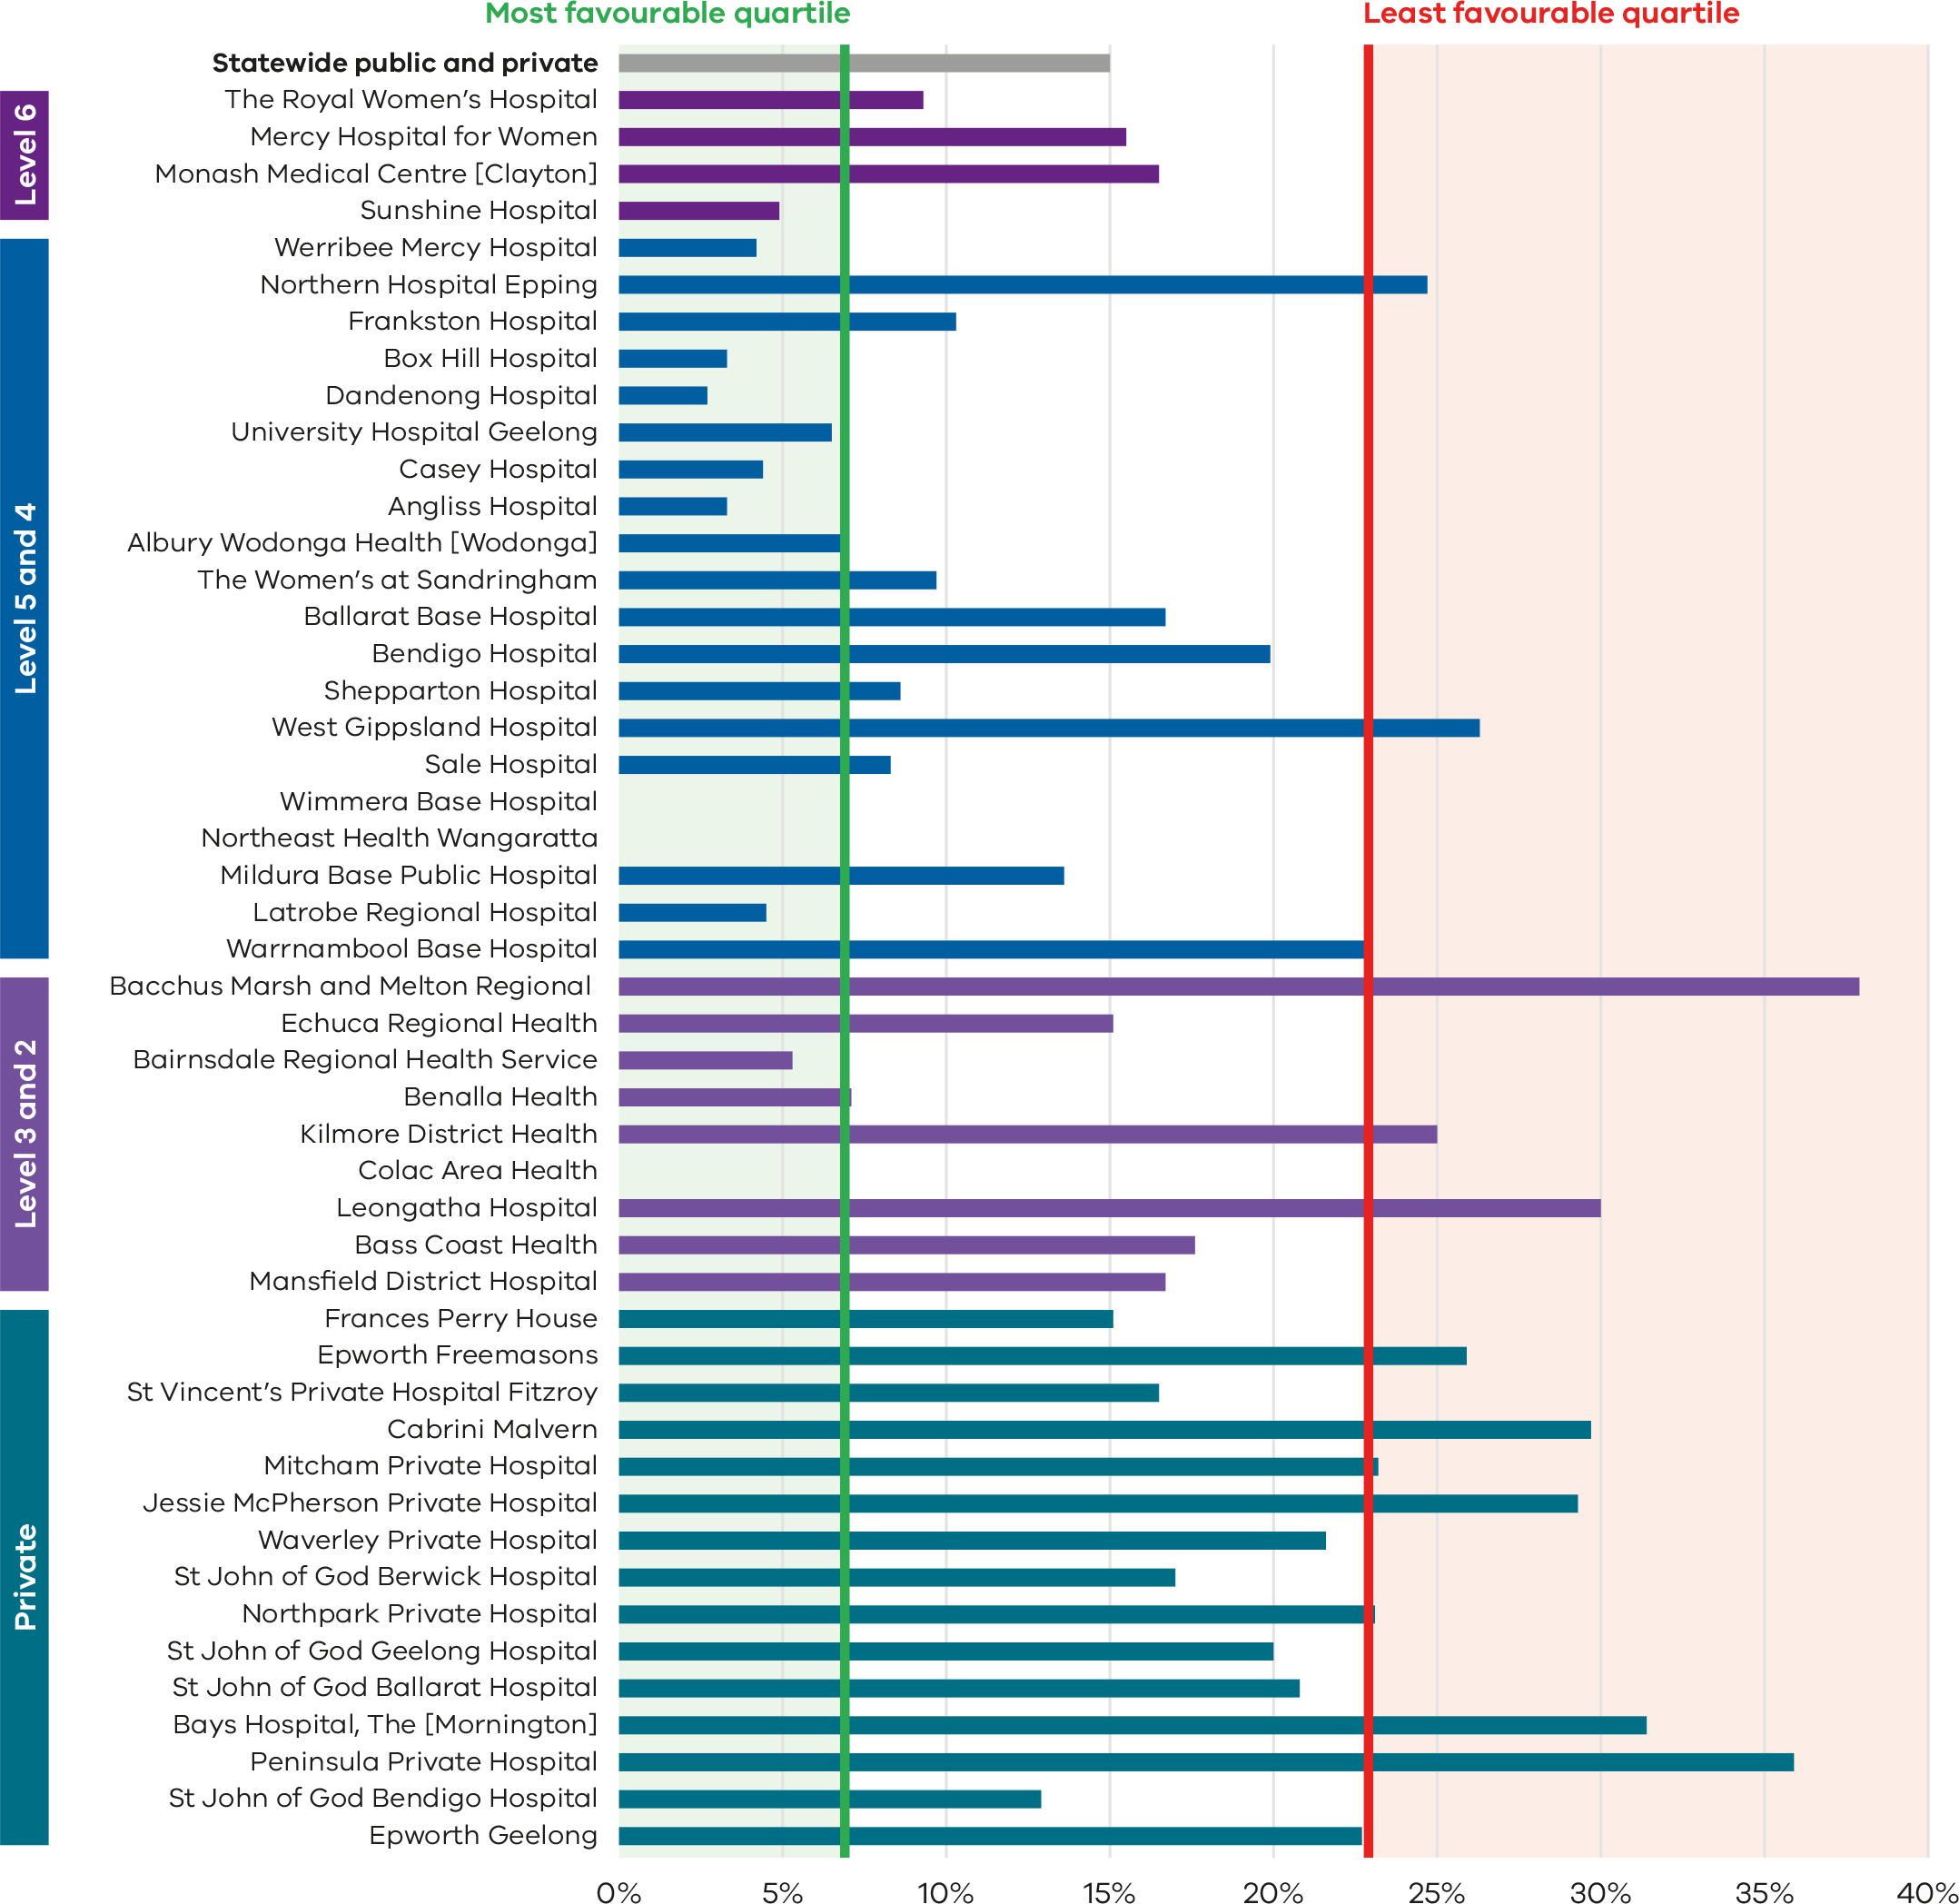 Most favourable quartile
Least favourable quartile
Statewide public and private
Level 6
The Royal Women’s Hospital
Mercy Hospital for Women
Monash Medical Centre [Clayton]
Sunshine Hospital
Level 5 and 4
Werribee Mercy Hospital
Northern Hospital Epping
Frankston Hospital
Box Hill Hospital
Dandenong Hospital
University Hospital Geelong
Casey Hospital
Angliss Hospital
Albury Wodonga Health [Wodonga]
The Women’s at Sandringham
Ballarat Base Hospital
Bendigo Hospital
Shepparton Hospital
West Gippsland Hospital
Sale Hospital
Wimmera Base Hospital
Northeast Health Wangaratta
Mildura Base Public Hospital
Latrobe Regional Hospital
Warrnambool Base Hospital
Level 3 and 2
Bacchus Marsh and Melton Regional
Echuca Regional Health
Bairnsdale Regional Health Service
Benalla Health
Kilmore District Health
Colac Area Health
Leongatha Hospital
Bass Coast Health
Mansfield District Hospital
Private
Frances Perry House
Epworth Freemasons
St Vincent’s Private Hospital Fitzroy
Cabrini Malvern
Mitcham Private Hospital
Jessie McPherson Private Hospital
Waverley Private Hospital
St John of God Berwick Hospital
Northpark Private Hospital
St John of God Geelong Hospital
St John of God Ballarat Hospital
Bays Hospital, The [Mornington]
Peninsula Private Hospital
St John of God Bendigo Hospital
Epworth Geelong
0% 5% 10% 15% 20% 25% 30% 35% 40%